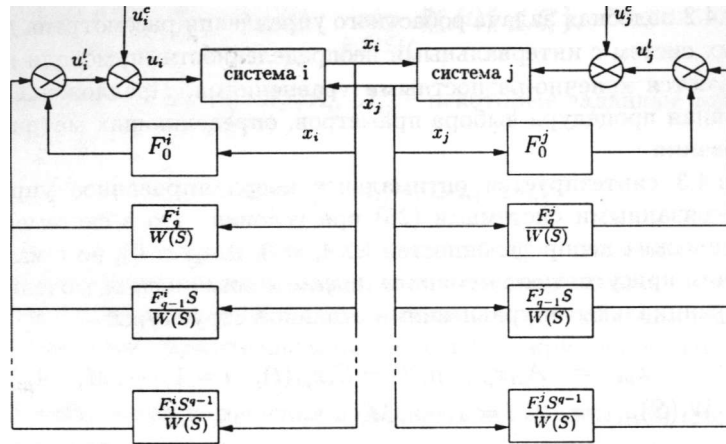 u_i^c u_j^c
u_i^r u_i система i x_i система j u_j u_j^r
x_j
F_0^i x_i x_j F_0^j
F_q^i / W(S) F_q^j / W(S)
F_{q-1}^i S / W(S) F_{q-1}^j S / W(S)
F_1^i S^{q-1} / W(S) F_1^j S^{q-1} / W(S)